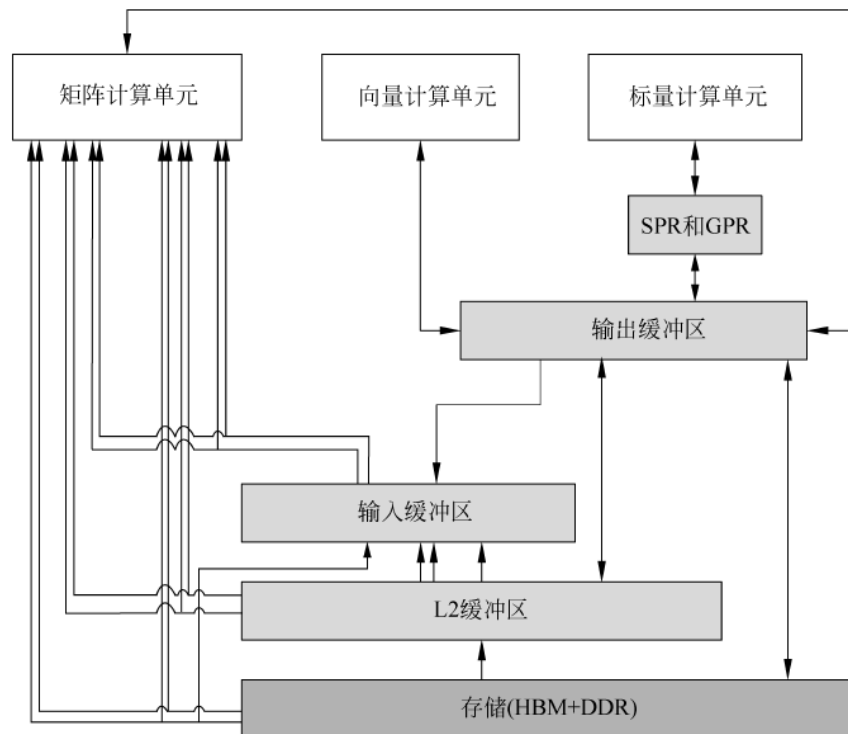 矩阵计算单元
向量计算单元
标量计算单元
SPR和GPR
输出缓冲区
输入缓冲区
L2缓冲区
存储(HBM+DDR)